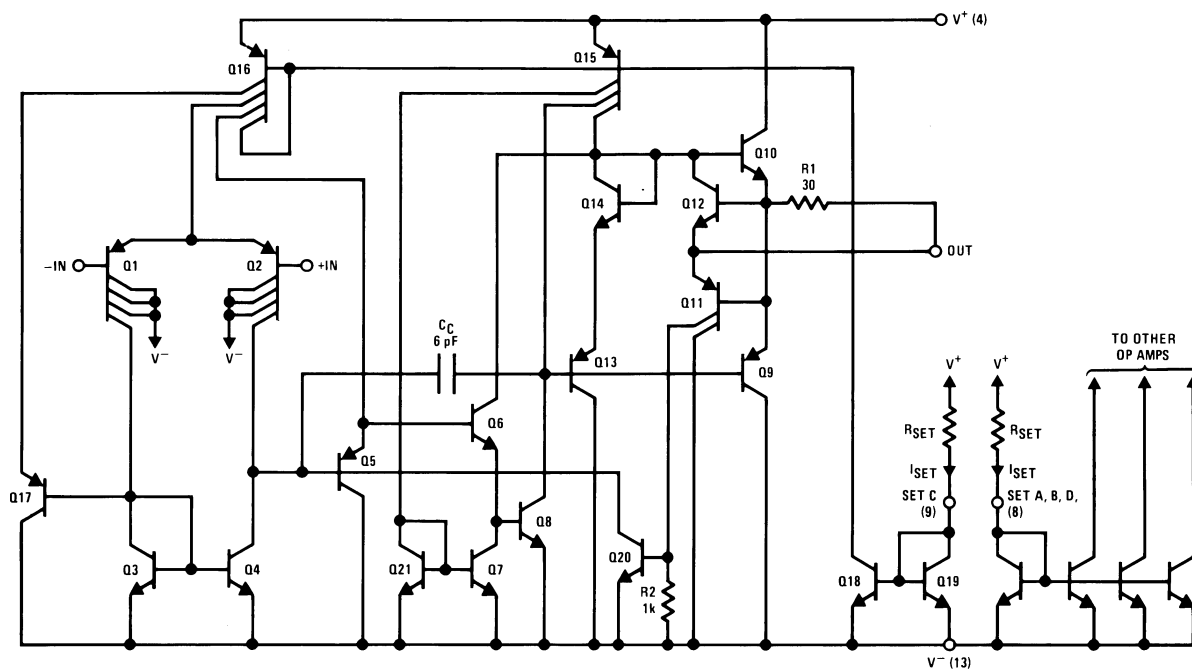 V+ (4)
Q16
Q15
Q10
R1
30
Q14
Q12
OUT
-IN
Q1
Q2
+IN
Q11
V-
V-
CC
6 pF
Q13
Q9
TO OTHER
OP AMPS
V+
V+
RSET
RSET
Q6
Q5
ISET
ISET
Q17
SET C
(9)
SET A, B, D,
(8)
Q8
Q3
Q4
Q21
Q7
Q20
R2
1k
Q18
Q19
V- (13)